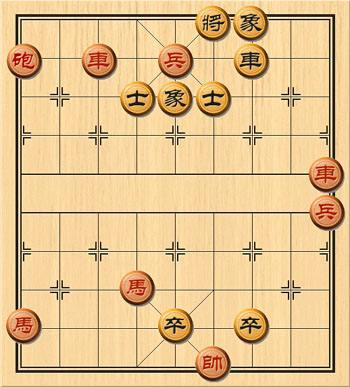 將 象
砲 車 兵 車
士 象 士
車
兵
馬
馬 卒 卒
帥